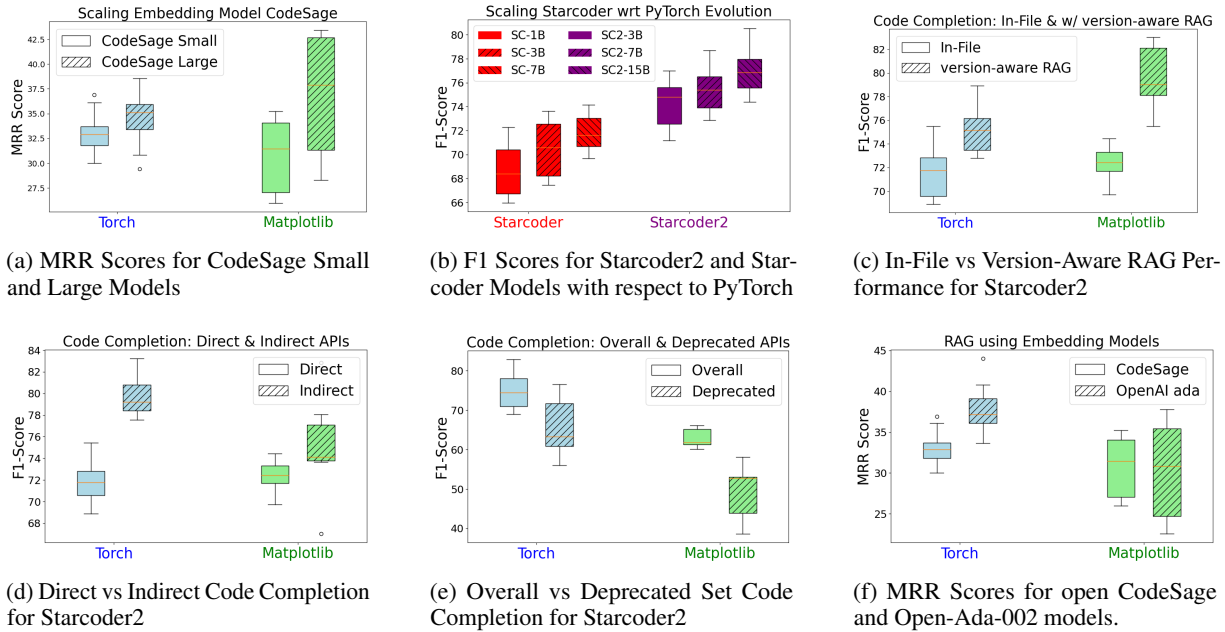 Scaling Embedding Model CodeSage
MRR Score
42.5
40.0
37.5
35.0
32.5
30.0
27.5
CodeSage Small
CodeSage Large
Torch
Matplotlib
(a) MRR Scores for CodeSage Small
and Large Models
Scaling Starcoder wrt PyTorch Evolution
F1-Score
80
78
76
74
72
70
68
66
SC-1B
SC-3B
SC-7B
SC2-3B
SC2-7B
SC2-15B
Starcoder
Starcoder2
(b) F1 Scores for Starcoder2 and Star-
coder Models with respect to PyTorch
Code Completion: In-File & w/ version-aware RAG
F1-Score
82
80
78
76
74
72
70
In-File
version-aware RAG
Torch
Matplotlib
(c) In-File vs Version-Aware RAG Per-
formance for Starcoder2
Code Completion: Direct & Indirect APIs
F1-Score
84
82
80
78
76
74
72
70
68
Direct
Indirect
Torch
Matplotlib
(d) Direct vs Indirect Code Completion
for Starcoder2
Code Completion: Overall & Deprecated APIs
F1-Score
80
70
60
50
40
Overall
Deprecated
Torch
Matplotlib
(e) Overall vs Deprecated Set Code
Completion for Starcoder2
RAG using Embedding Models
MRR Score
45
40
35
30
25
CodeSage
OpenAI ada
Torch
Matplotlib
(f) MRR Scores for open CodeSage
and Open-Ada-002 models.